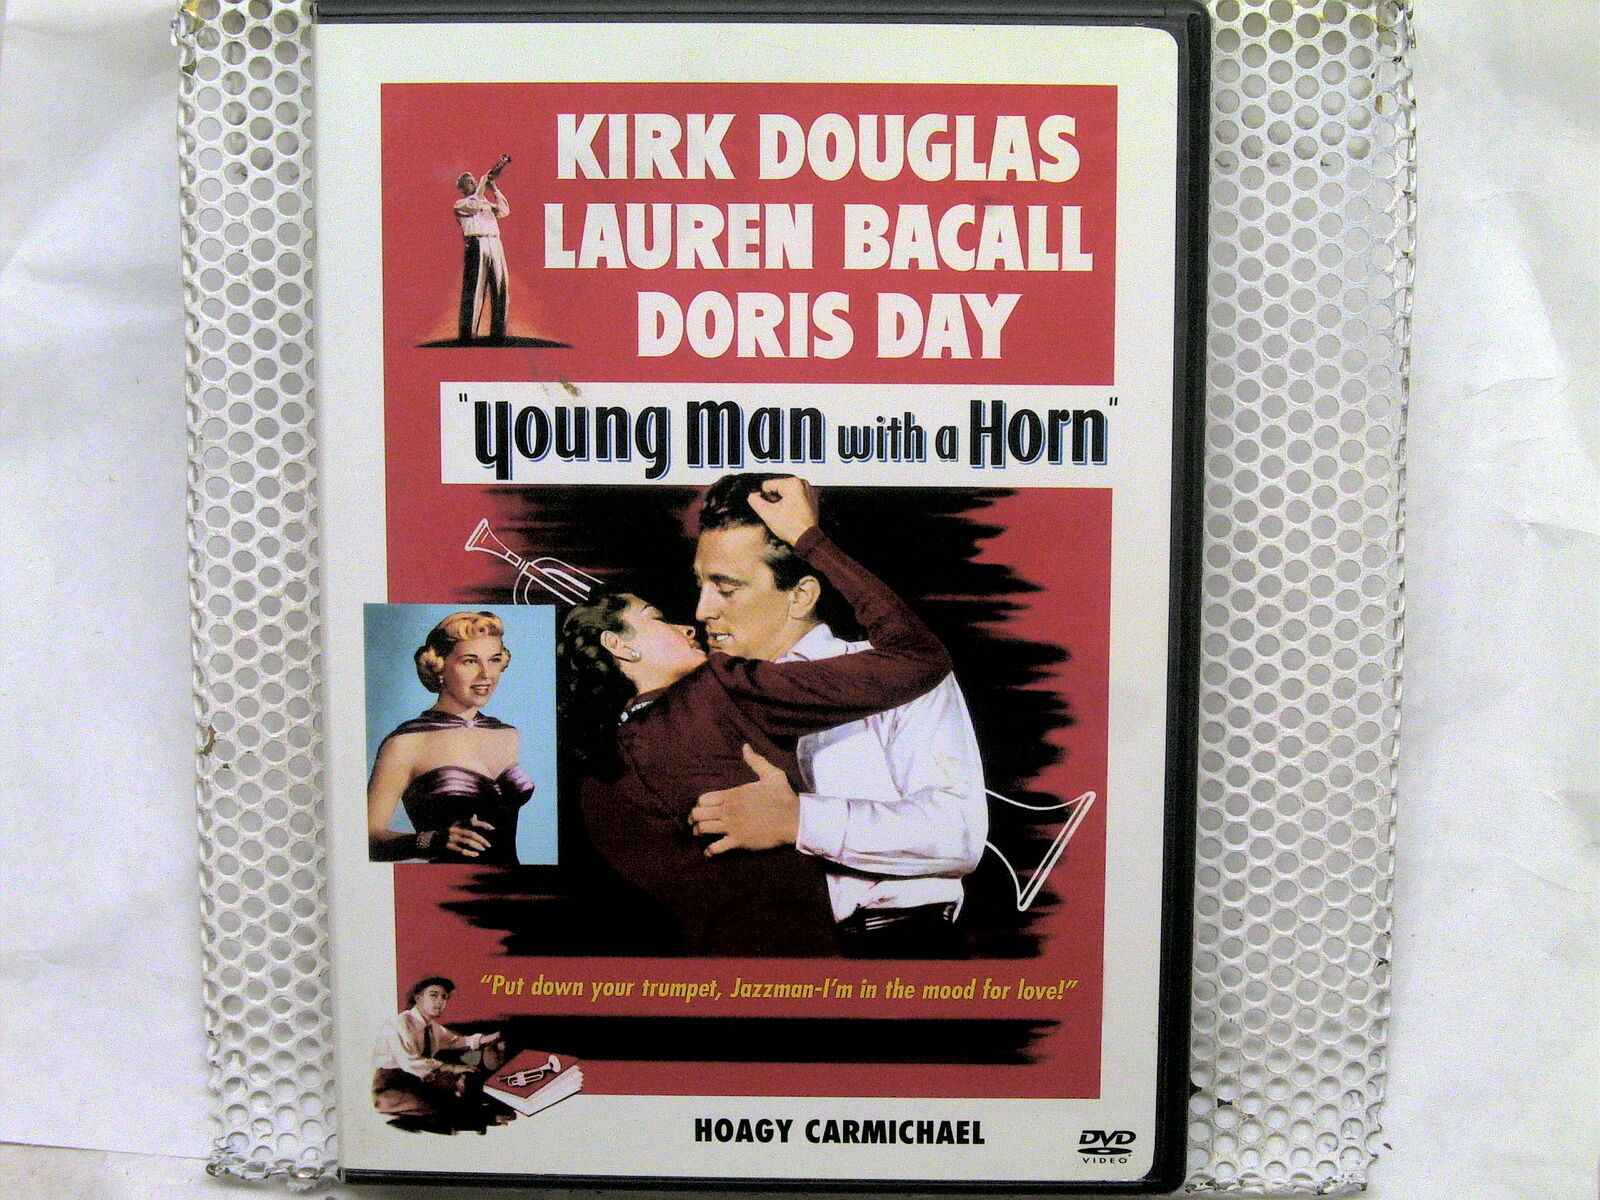 KIRK DOUGLAS
LAUREN BACALL
DORIS DAY
"Young Man with a Horn"
"Put down your trumpet, Jazzman-I'm in the mood for love!"
HOAGY CARMICHAEL
DVD
VIDEO